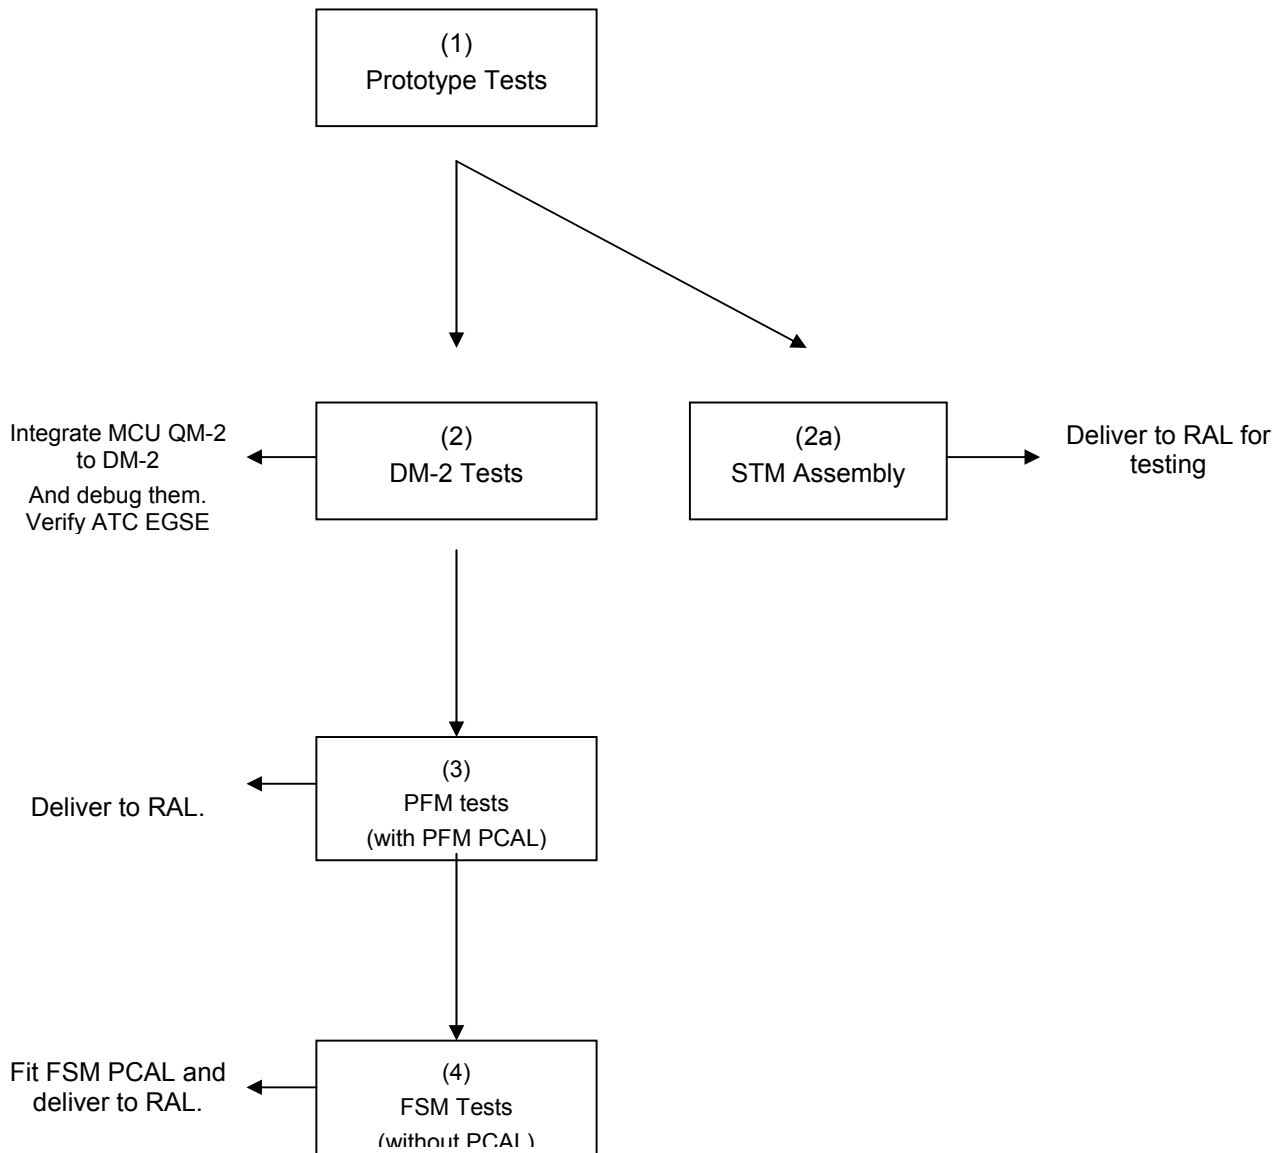 (1)
Prototype Tests
Integrate MCU QM-2
to DM-2
And debug them.
Verify ATC EGSE
(2)
DM-2 Tests
(2a)
STM Assembly
Deliver to RAL for
testing
Deliver to RAL.
(3)
PFM tests
(with PFM PCAL)
Fit FSM PCAL and
deliver to RAL.
(4)
FSM Tests
(without PCAL)